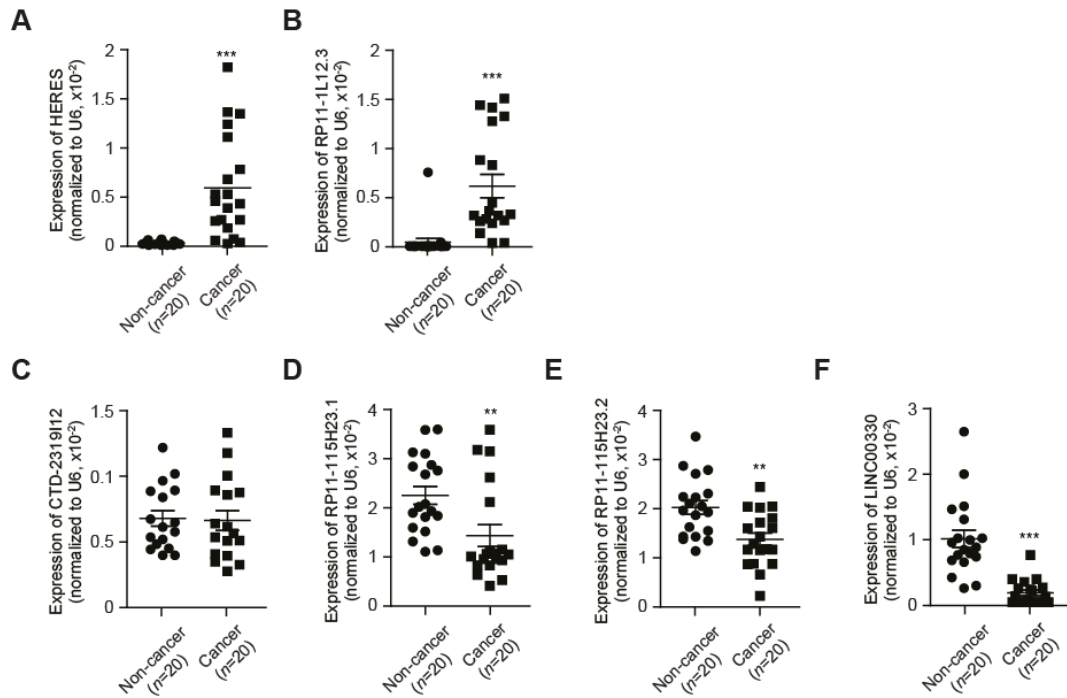 A
Expression of HERES
(normalized to U6, x10-2)
2
1.5
1
0.5
0
***
Non-cancer
(n=20)
Cancer
(n=20)
B
Expression of RP11-1L12.3
(normalized to U6, x10-2)
2
1.5
1
0.5
0
***
Non-cancer
(n=20)
Cancer
(n=20)
C
Expression of CTD-2319I12
(normalized to U6, x10-2)
1.5
0.1
0.5
0
Non-cancer
(n=20)
Cancer
(n=20)
D
Expression of RP11-115H23.1
(normalized to U6, x10-2)
4
3
2
1
0
**
Non-cancer
(n=20)
Cancer
(n=20)
E
Expression of RP11-115H23.2
(normalized to U6, x10-2)
4
3
2
1
0
**
Non-cancer
(n=20)
Cancer
(n=20)
F
Expression of LINC00330
(normalized to U6, x10-2)
3
2
1
0
***
Non-cancer
(n=20)
Cancer
(n=20)